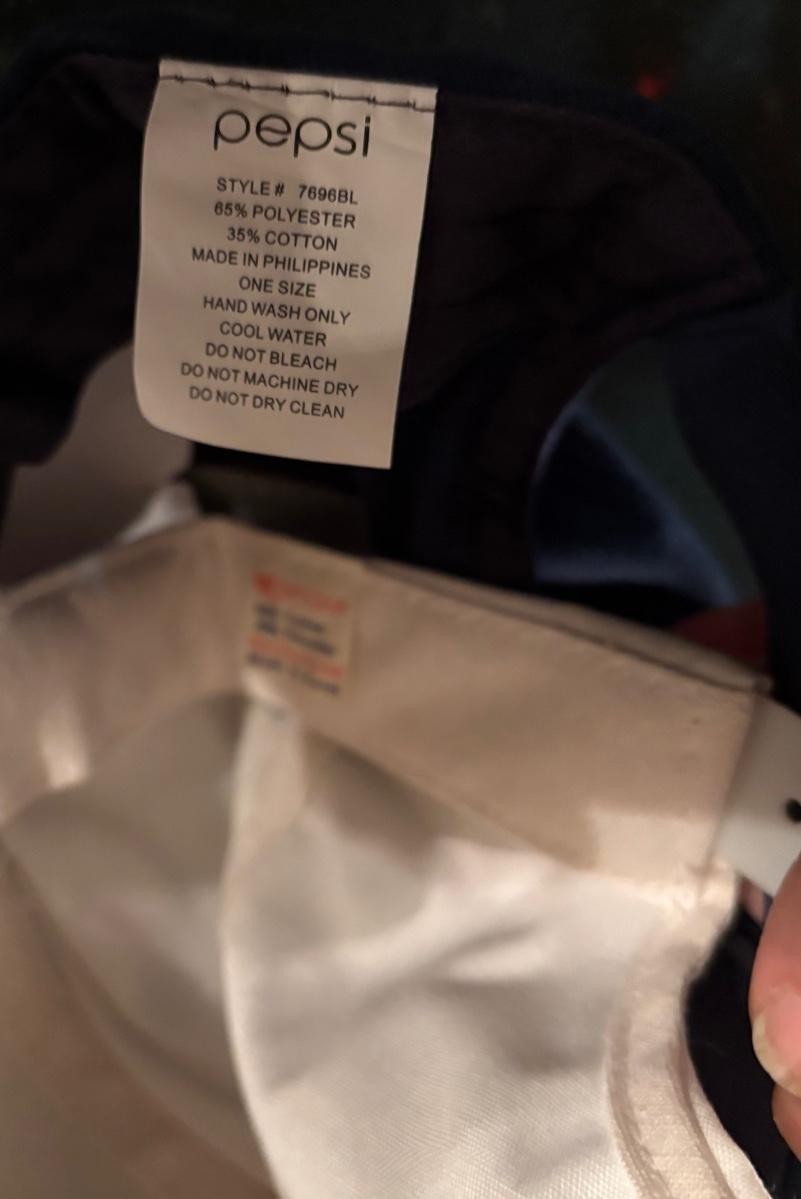 pepsi
STYLE # 7696BL
65% POLYESTER
35% COTTON
MADE IN PHILIPPINES
ONE SIZE
HAND WASH ONLY
COOL WATER
DO NOT BLEACH
DO NOT MACHINE DRY
DO NOT DRY CLEAN